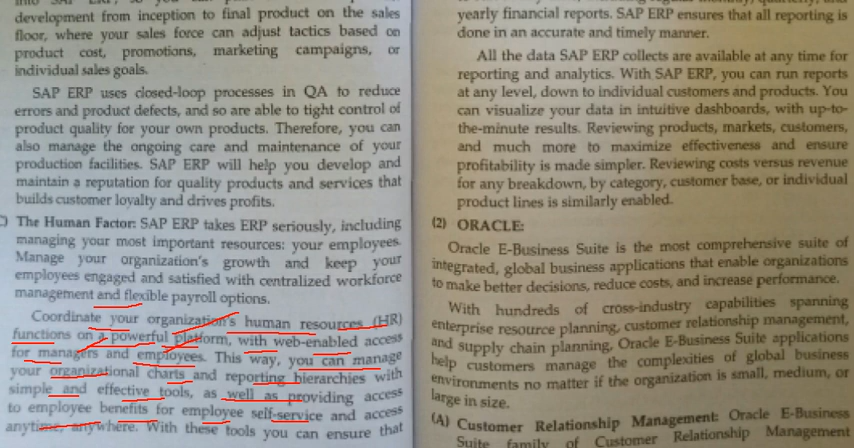 development from inception to final product on the sales
floor, where your sales force can adjust tactics based on
product cost, promotions, marketing campaigns, or
individual sales goals.
SAP ERP uses closed-loop processes in QA to reduce
errors and product defects, and so are able to tight control of
product quality for your own products. Therefore, you can
also manage the ongoing care and maintenance of your
production facilities. SAP ERP will help you develop and
maintain a reputation for quality products and services that
builds customer loyalty and drives profits.
) The Human Factor: SAP ERP takes ERP seriously, including
managing your most important resources: your employees.
Manage your organization's growth and keep your
employees engaged and satisfied with centralized workforce
management and flexible payroll options.
Coordinate your organization's human resources (HR)
functions on a powerful platform, with web-enabled access
for managers and employees. This way, you can manage
your organizational charts and reporting hierarchies with
simple and effective tools, as well as providing access
to employee benefits for employee self-service and access
anytime, anywhere. With these tools you can ensure that
yearly financial reports. SAP ERP ensures that all reporting is
done in an accurate and timely manner.
All the data SAP ERP collects are available at any time for
reporting and analytics. With SAP ERP, you can run reports
at any level, down to individual customers and products. You
can visualize your data in intuitive dashboards, with up-to-
the-minute results. Reviewing products, markets, customers,
and much more to maximize effectiveness and ensure
profitability is made simpler. Reviewing costs versus revenue
for any breakdown, by category, customer base, or individual
product lines is similarly enabled.
(2) ORACLE:
Oracle E-Business Suite is the most comprehensive suite of
integrated, global business applications that enable organizations
to make better decisions, reduce costs, and increase performance.
With hundreds of cross-industry capabilities spanning
enterprise resource planning, customer relationship management,
and supply chain planning, Oracle E-Business Suite applications
help customers manage the complexities of global business
environments no matter if the organization is small, medium, or
large in size.
(A) Customer Relationship Management: Oracle E-Business
Suite family of Customer Relationship Management